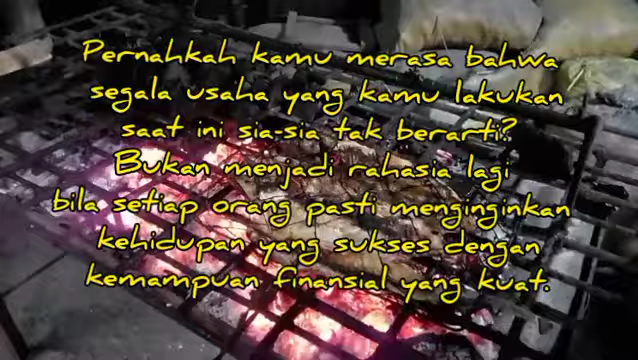 Pernahkah kamu merasa bahwa
segala usaha yang kamu lakukan
saat ini sia-sia tak berarti?
Bukan menjadi rahasia lagi
bila setiap orang pasti menginginkan
kehidupan yang sukses dengan
kemampuan finansial yang kuat.